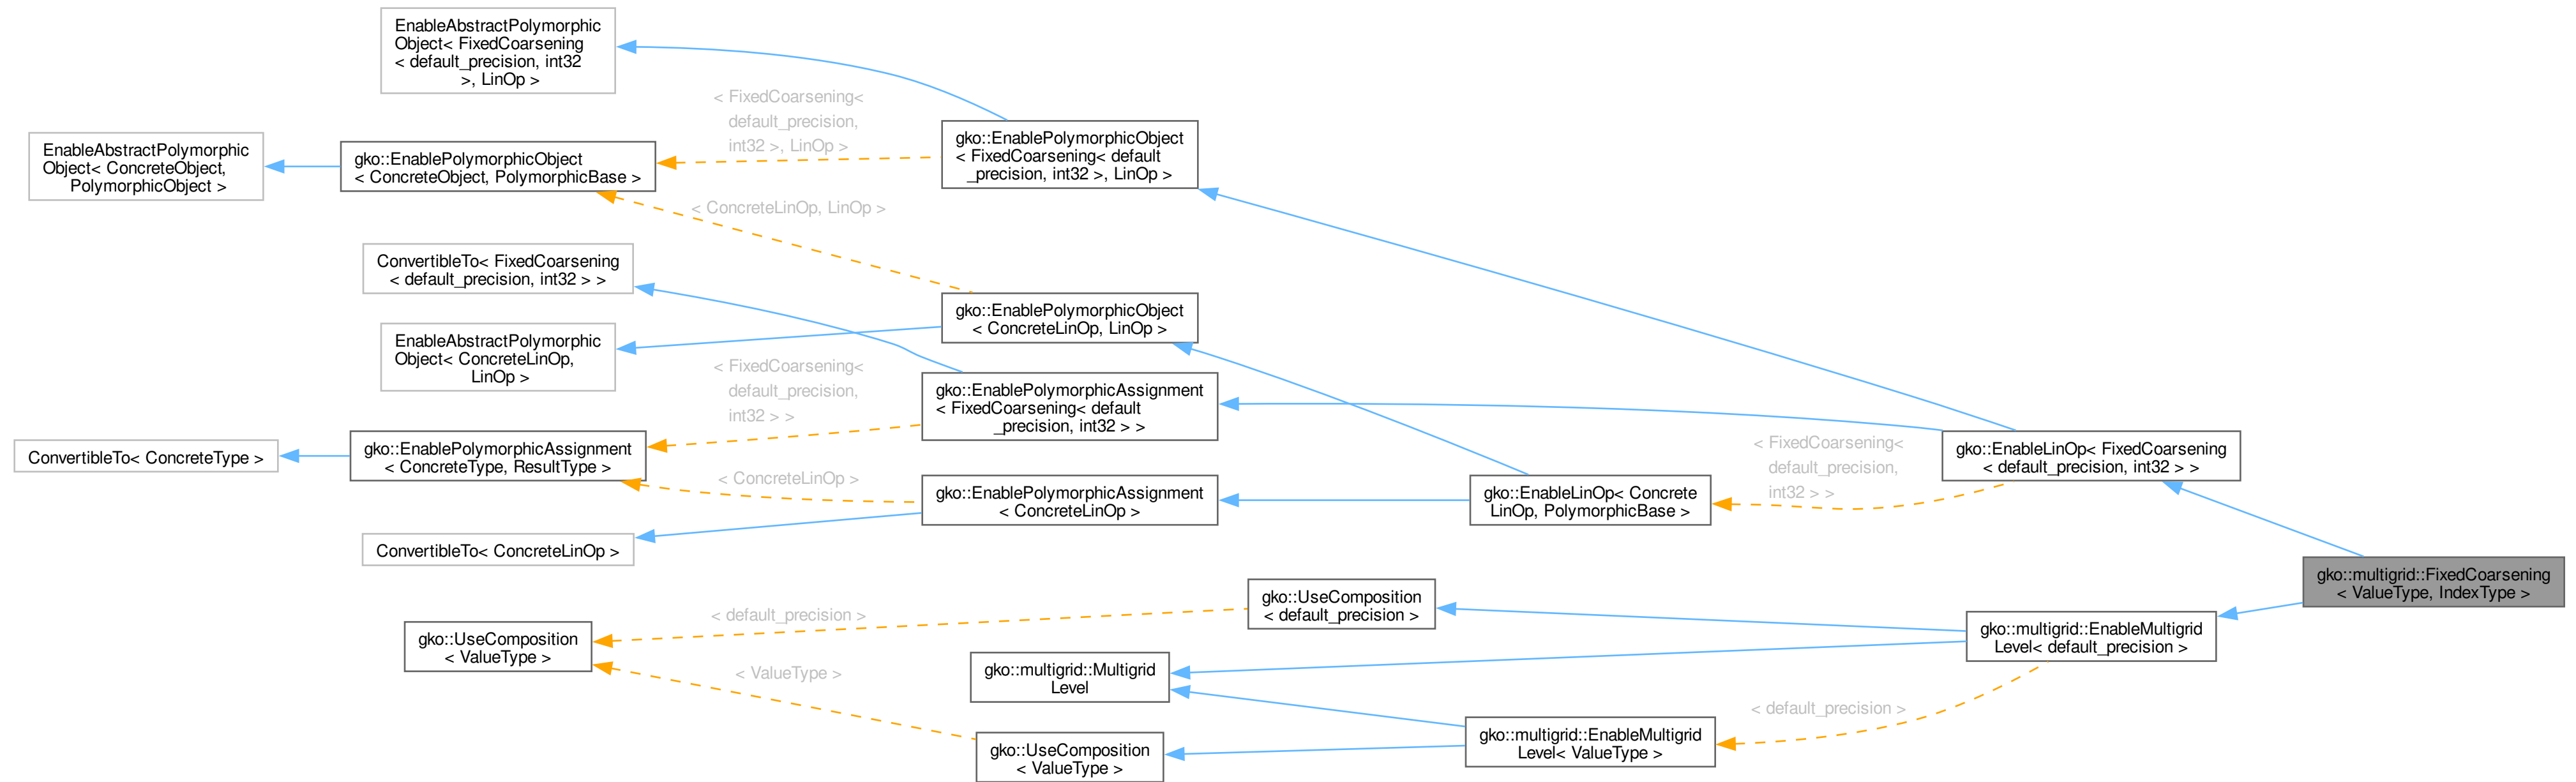 EnableAbstractPolymorphic
Object< FixedCoarsening
< default_precision, int32
>, LinOp >
< FixedCoarsening<
default_precision,
int32 >, LinOp >
EnableAbstractPolymorphic
Object< ConcreteObject,
PolymorphicObject >
gko::EnablePolymorphicObject
< ConcreteObject, PolymorphicBase >
gko::EnablePolymorphicObject
< FixedCoarsening< default
_precision, int32 >, LinOp >
< ConcreteLinOp, LinOp >
ConvertibleTo< FixedCoarsening
< default_precision, int32 > >
gko::EnablePolymorphicObject
< ConcreteLinOp, LinOp >
EnableAbstractPolymorphic
Object< ConcreteLinOp,
LinOp >
< FixedCoarsening<
default_precision,
int32 > >
gko::EnablePolymorphicAssignment
< FixedCoarsening< default
_precision, int32 > >
ConvertibleTo< ConcreteType >
gko::EnablePolymorphicAssignment
< ConcreteType, ResultType >
< FixedCoarsening<
default_precision,
int32 > >
gko::EnableLinOp< FixedCoarsening
< default_precision, int32 > >
< ConcreteLinOp >
gko::EnablePolymorphicAssignment
< ConcreteLinOp >
gko::EnableLinOp< Concrete
LinOp, PolymorphicBase >
ConvertibleTo< ConcreteLinOp >
gko::multigrid::FixedCoarsening
< ValueType, IndexType >
< default_precision >
gko::UseComposition
< default_precision >
gko::UseComposition
< ValueType >
gko::multigrid::EnableMultigrid
Level< default_precision >
< ValueType >
gko::multigrid::Multigrid
Level
< default_precision >
gko::UseComposition
< ValueType >
gko::multigrid::EnableMultigrid
Level< ValueType >